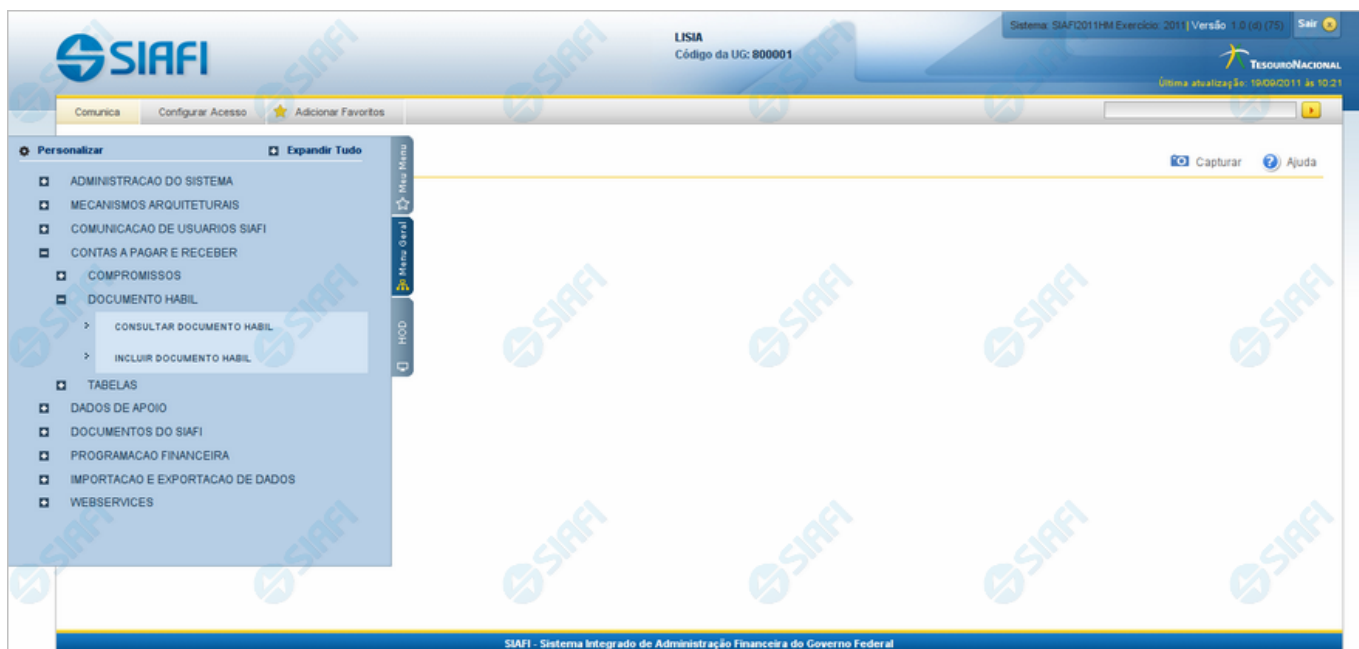 Sistema: SIAFI2011HM Exercício: 2011 | Versão 1.0 (d) (75) Sair
SIAFI
LISIA
Código da UG: 800001
TESOURONACIONAL
Última atualização: 19/09/2011 às 10:21
Comunica Configurar Acesso Adicionar Favoritos
Personalizar Expandir Tudo
Capturar Ajuda
Meu Menu
Menu Geral
HOD
ADMINISTRACAO DO SISTEMA
MECANISMOS ARQUITETURAIS
COMUNICACAO DE USUARIOS SIAFI
CONTAS A PAGAR E RECEBER
COMPROMISSOS
DOCUMENTO HABIL
CONSULTAR DOCUMENTO HABIL
INCLUIR DOCUMENTO HABIL
TABELAS
DADOS DE APOIO
DOCUMENTOS DO SIAFI
PROGRAMACAO FINANCEIRA
IMPORTACAO E EXPORTACAO DE DADOS
WEBSERVICES
SIAFI - Sistema Integrado de Administração Financeira do Governo Federal